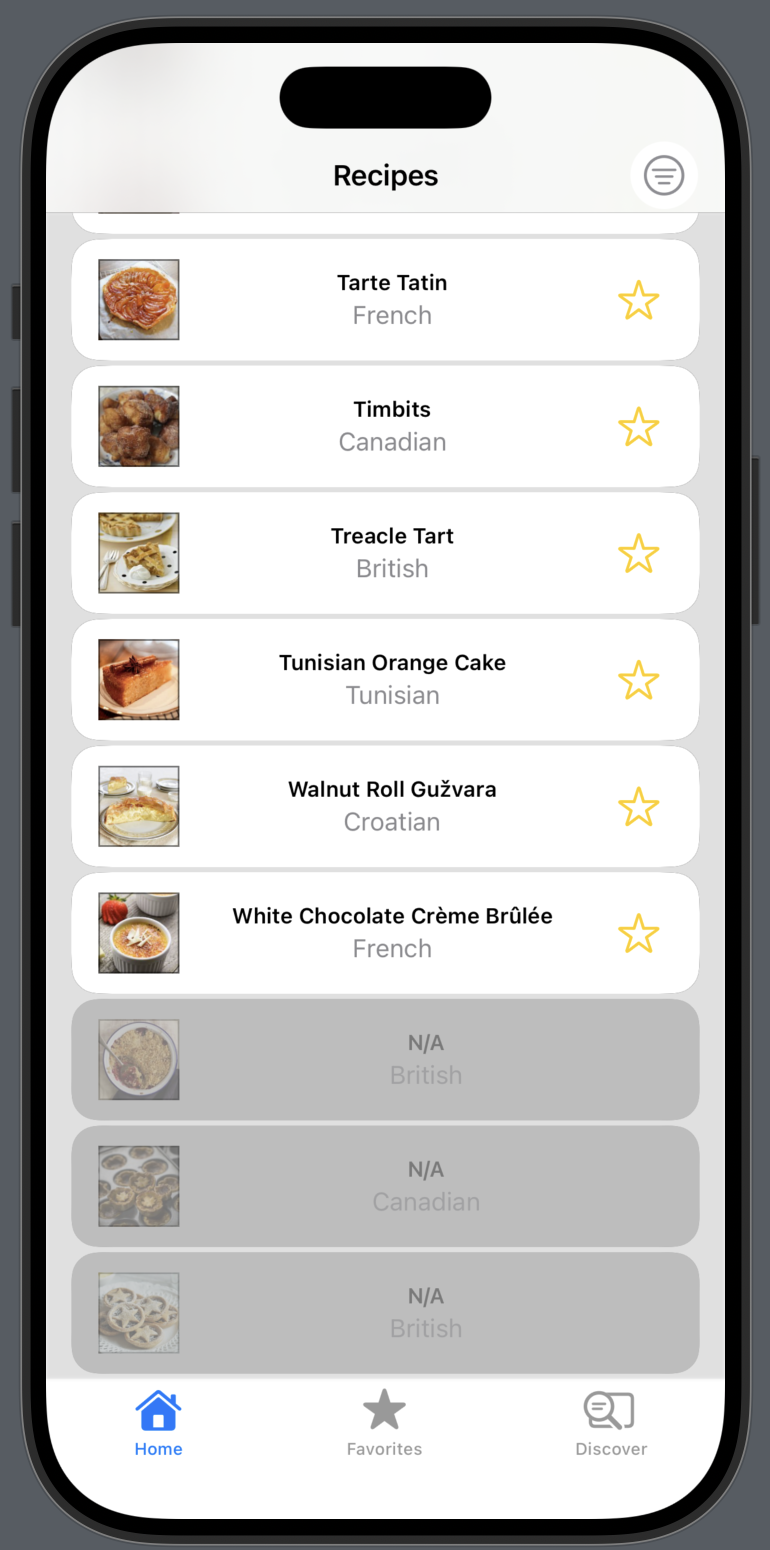 Recipes
Tarte Tatin
French
Timbits
Canadian
Treacle Tart
British
Tunisian Orange Cake
Tunisian
Walnut Roll Gužvara
Croatian
White Chocolate Crème Brûlée
French
N/A
British
N/A
Canadian
N/A
British
Home
Favorites
Discover